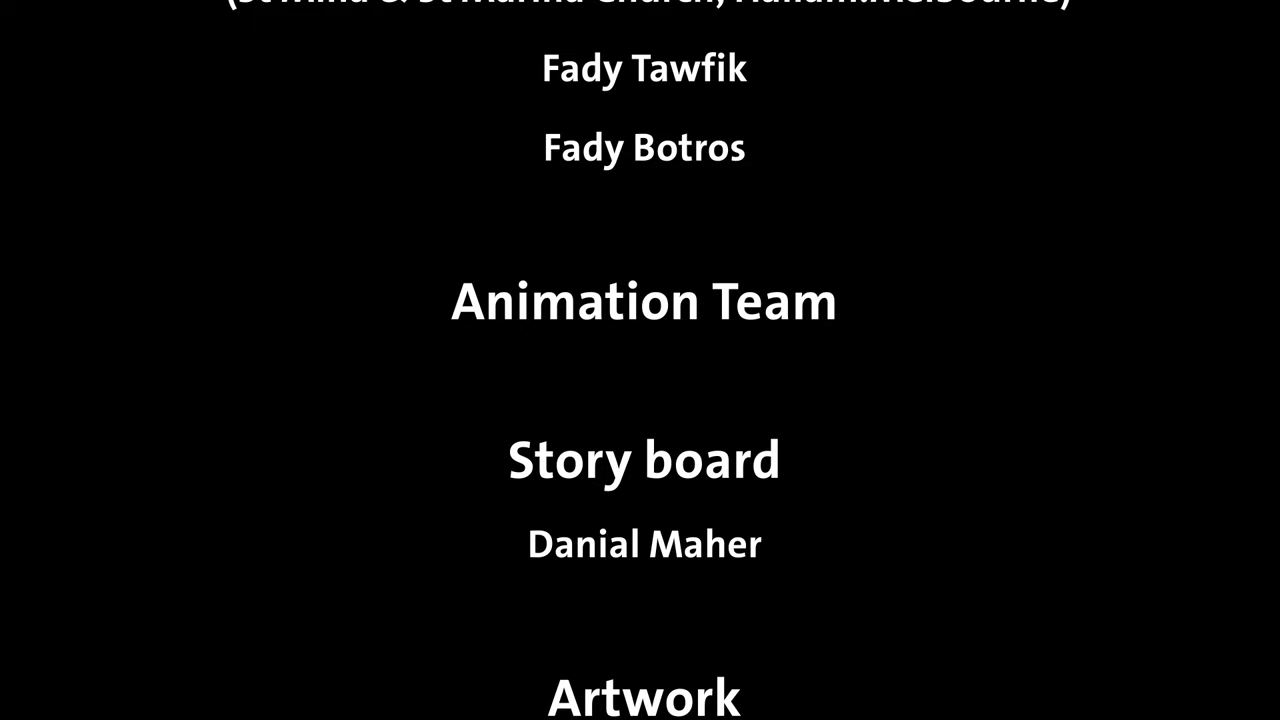 Fady Tawfik
Fady Botros
Animation Team
Story board
Danial Maher
Artwork